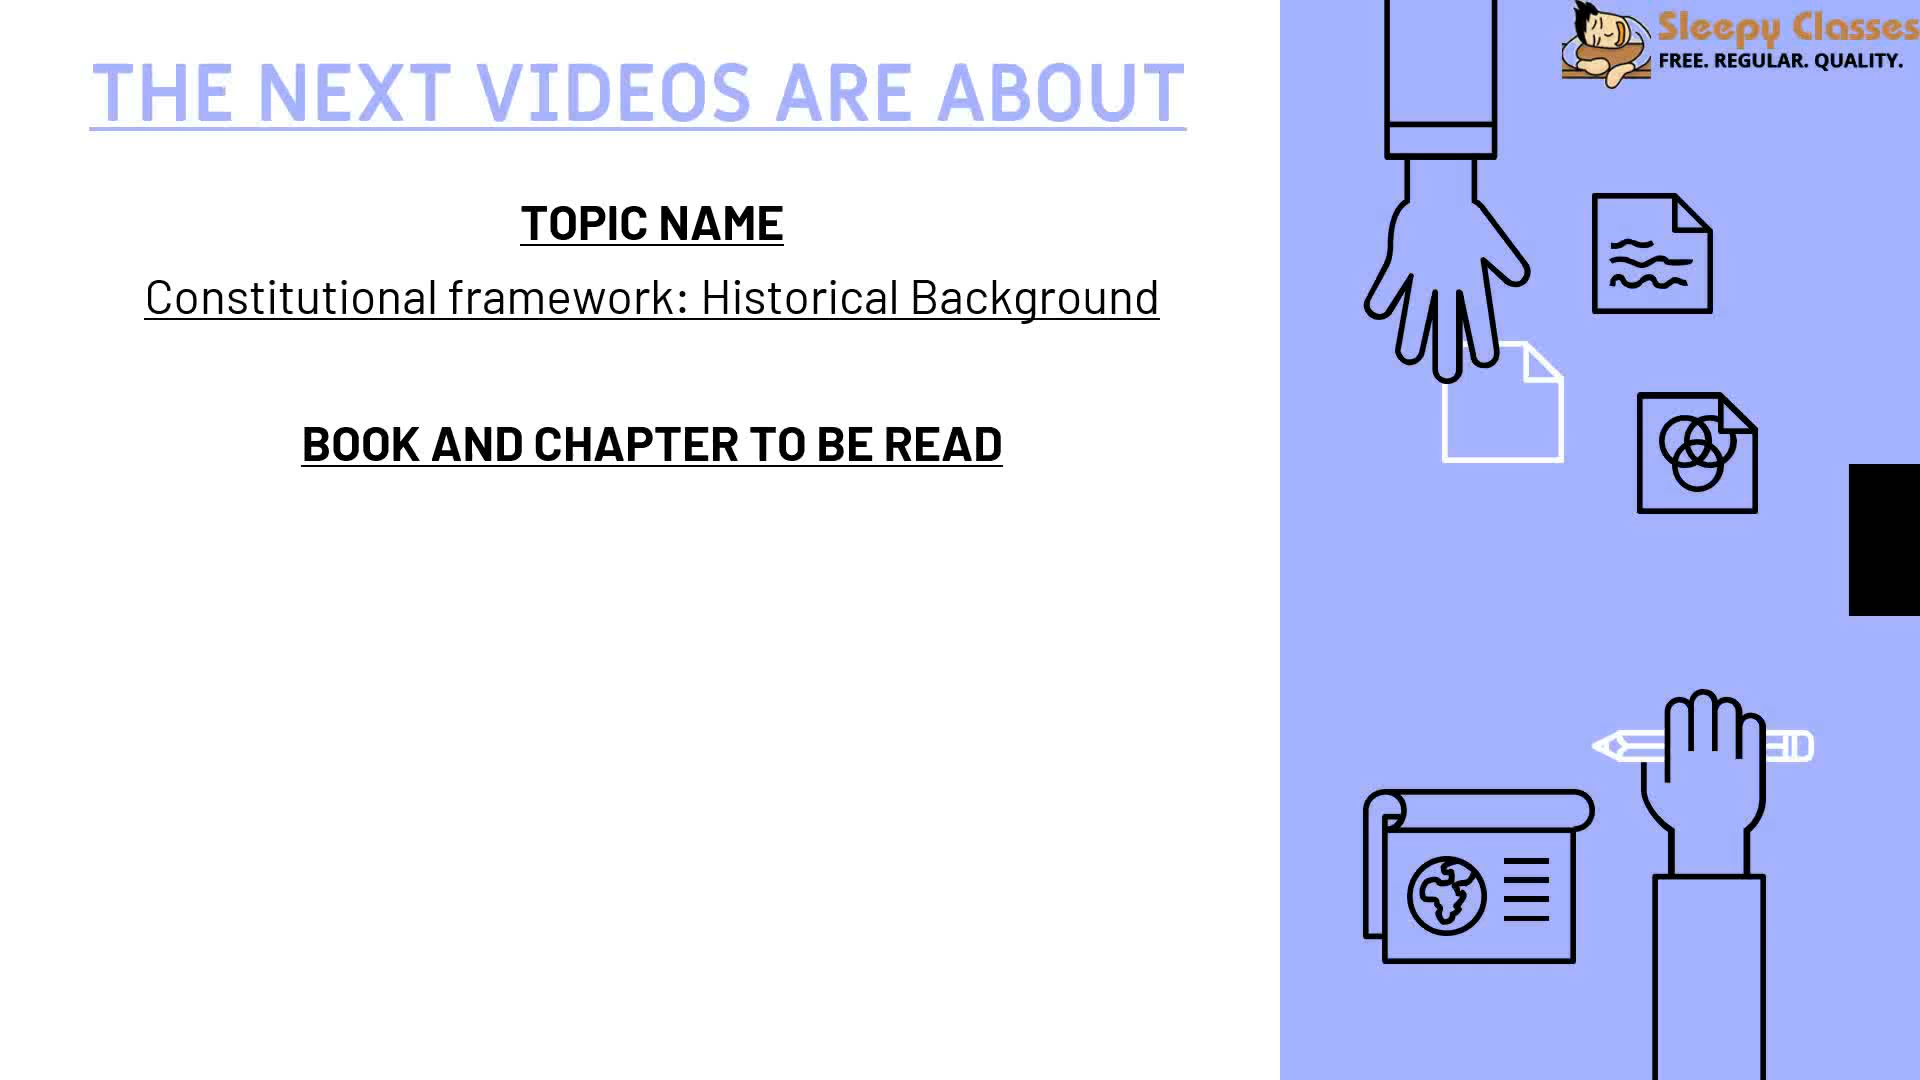 THE NEXT VIDEOS ARE ABOUT
TOPIC NAME
Constitutional framework: Historical Background
BOOK AND CHAPTER TO BE READ
Sleepy Classes
FREE. REGULAR. QUALITY.